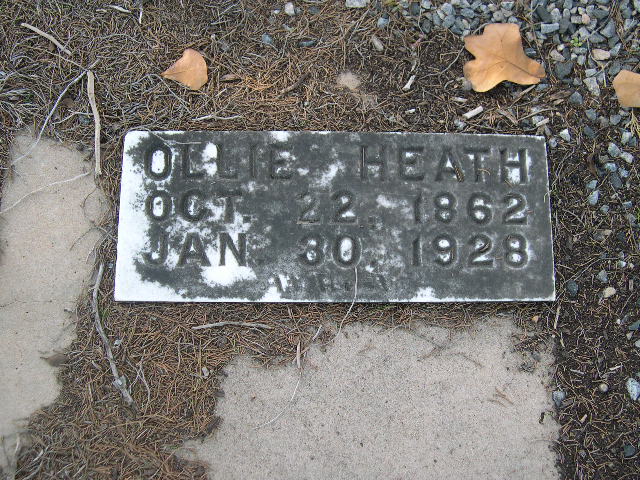 OLLIE HEATH
OCT. 22, 1862
JAN. 30, 1928